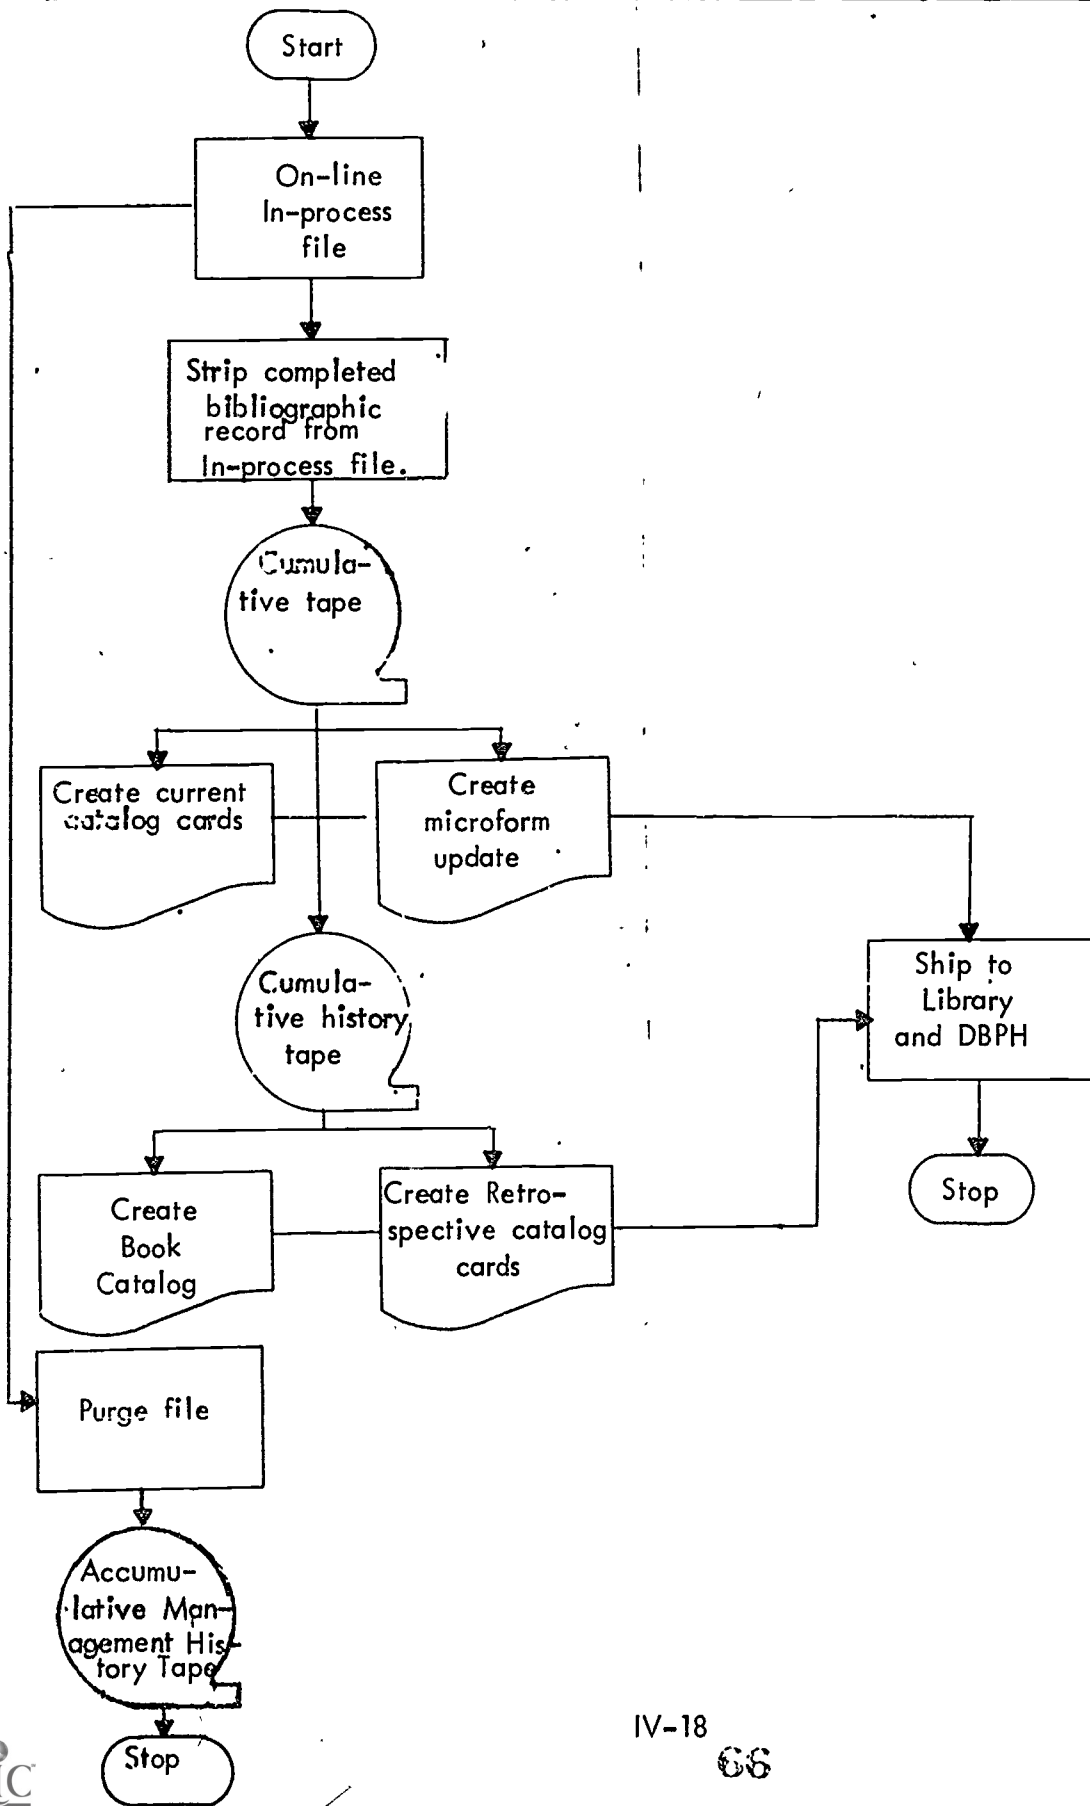 Start
On-line
In-process
file
Strip completed
bibliographic
record from
In-process file.
Cumula-
tive tape
Create current
catalog cards
Create
microform
update
Cumula-
tive history
tape
Ship to
Library
and DBPH
Stop
Create
Book
Catalog
Create Retro-
spective catalog
cards
Purge file
Accumu-
lative Man-
agement His-
tory Tape
Stop
IV-18
66